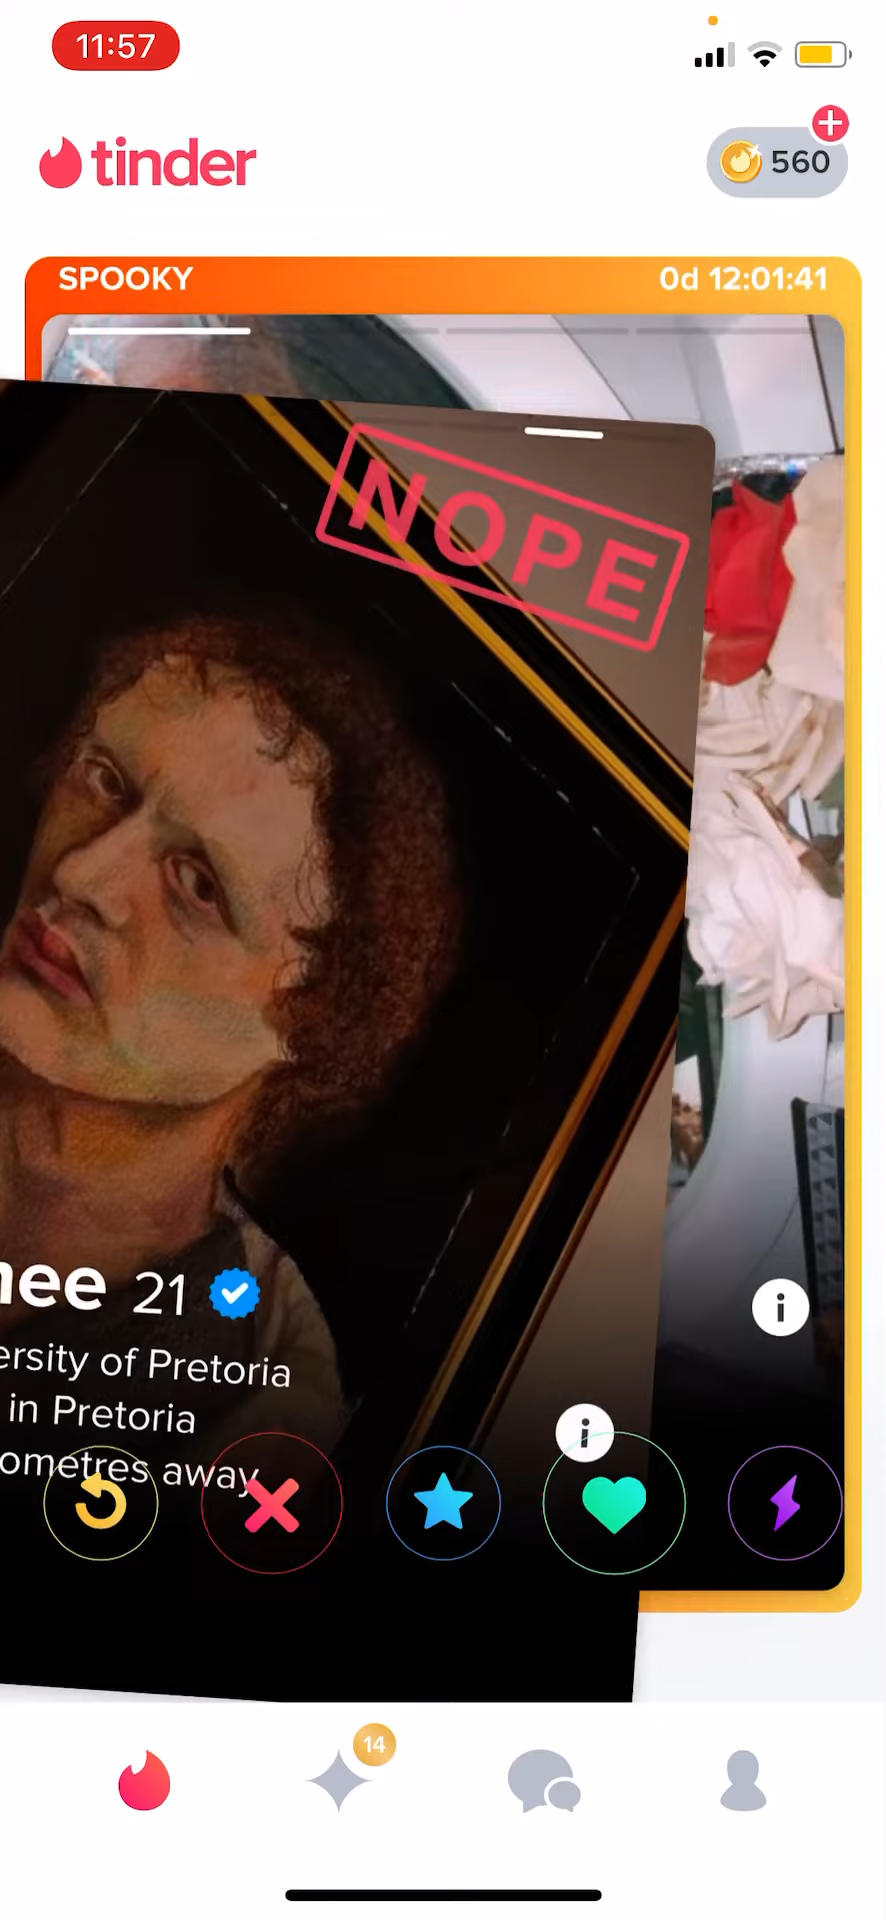 11:57
tinder
560
SPOOKY
0d 12:01:41
NOPE
nee 21
ersity of Pretoria
in Pretoria
ometres away
14